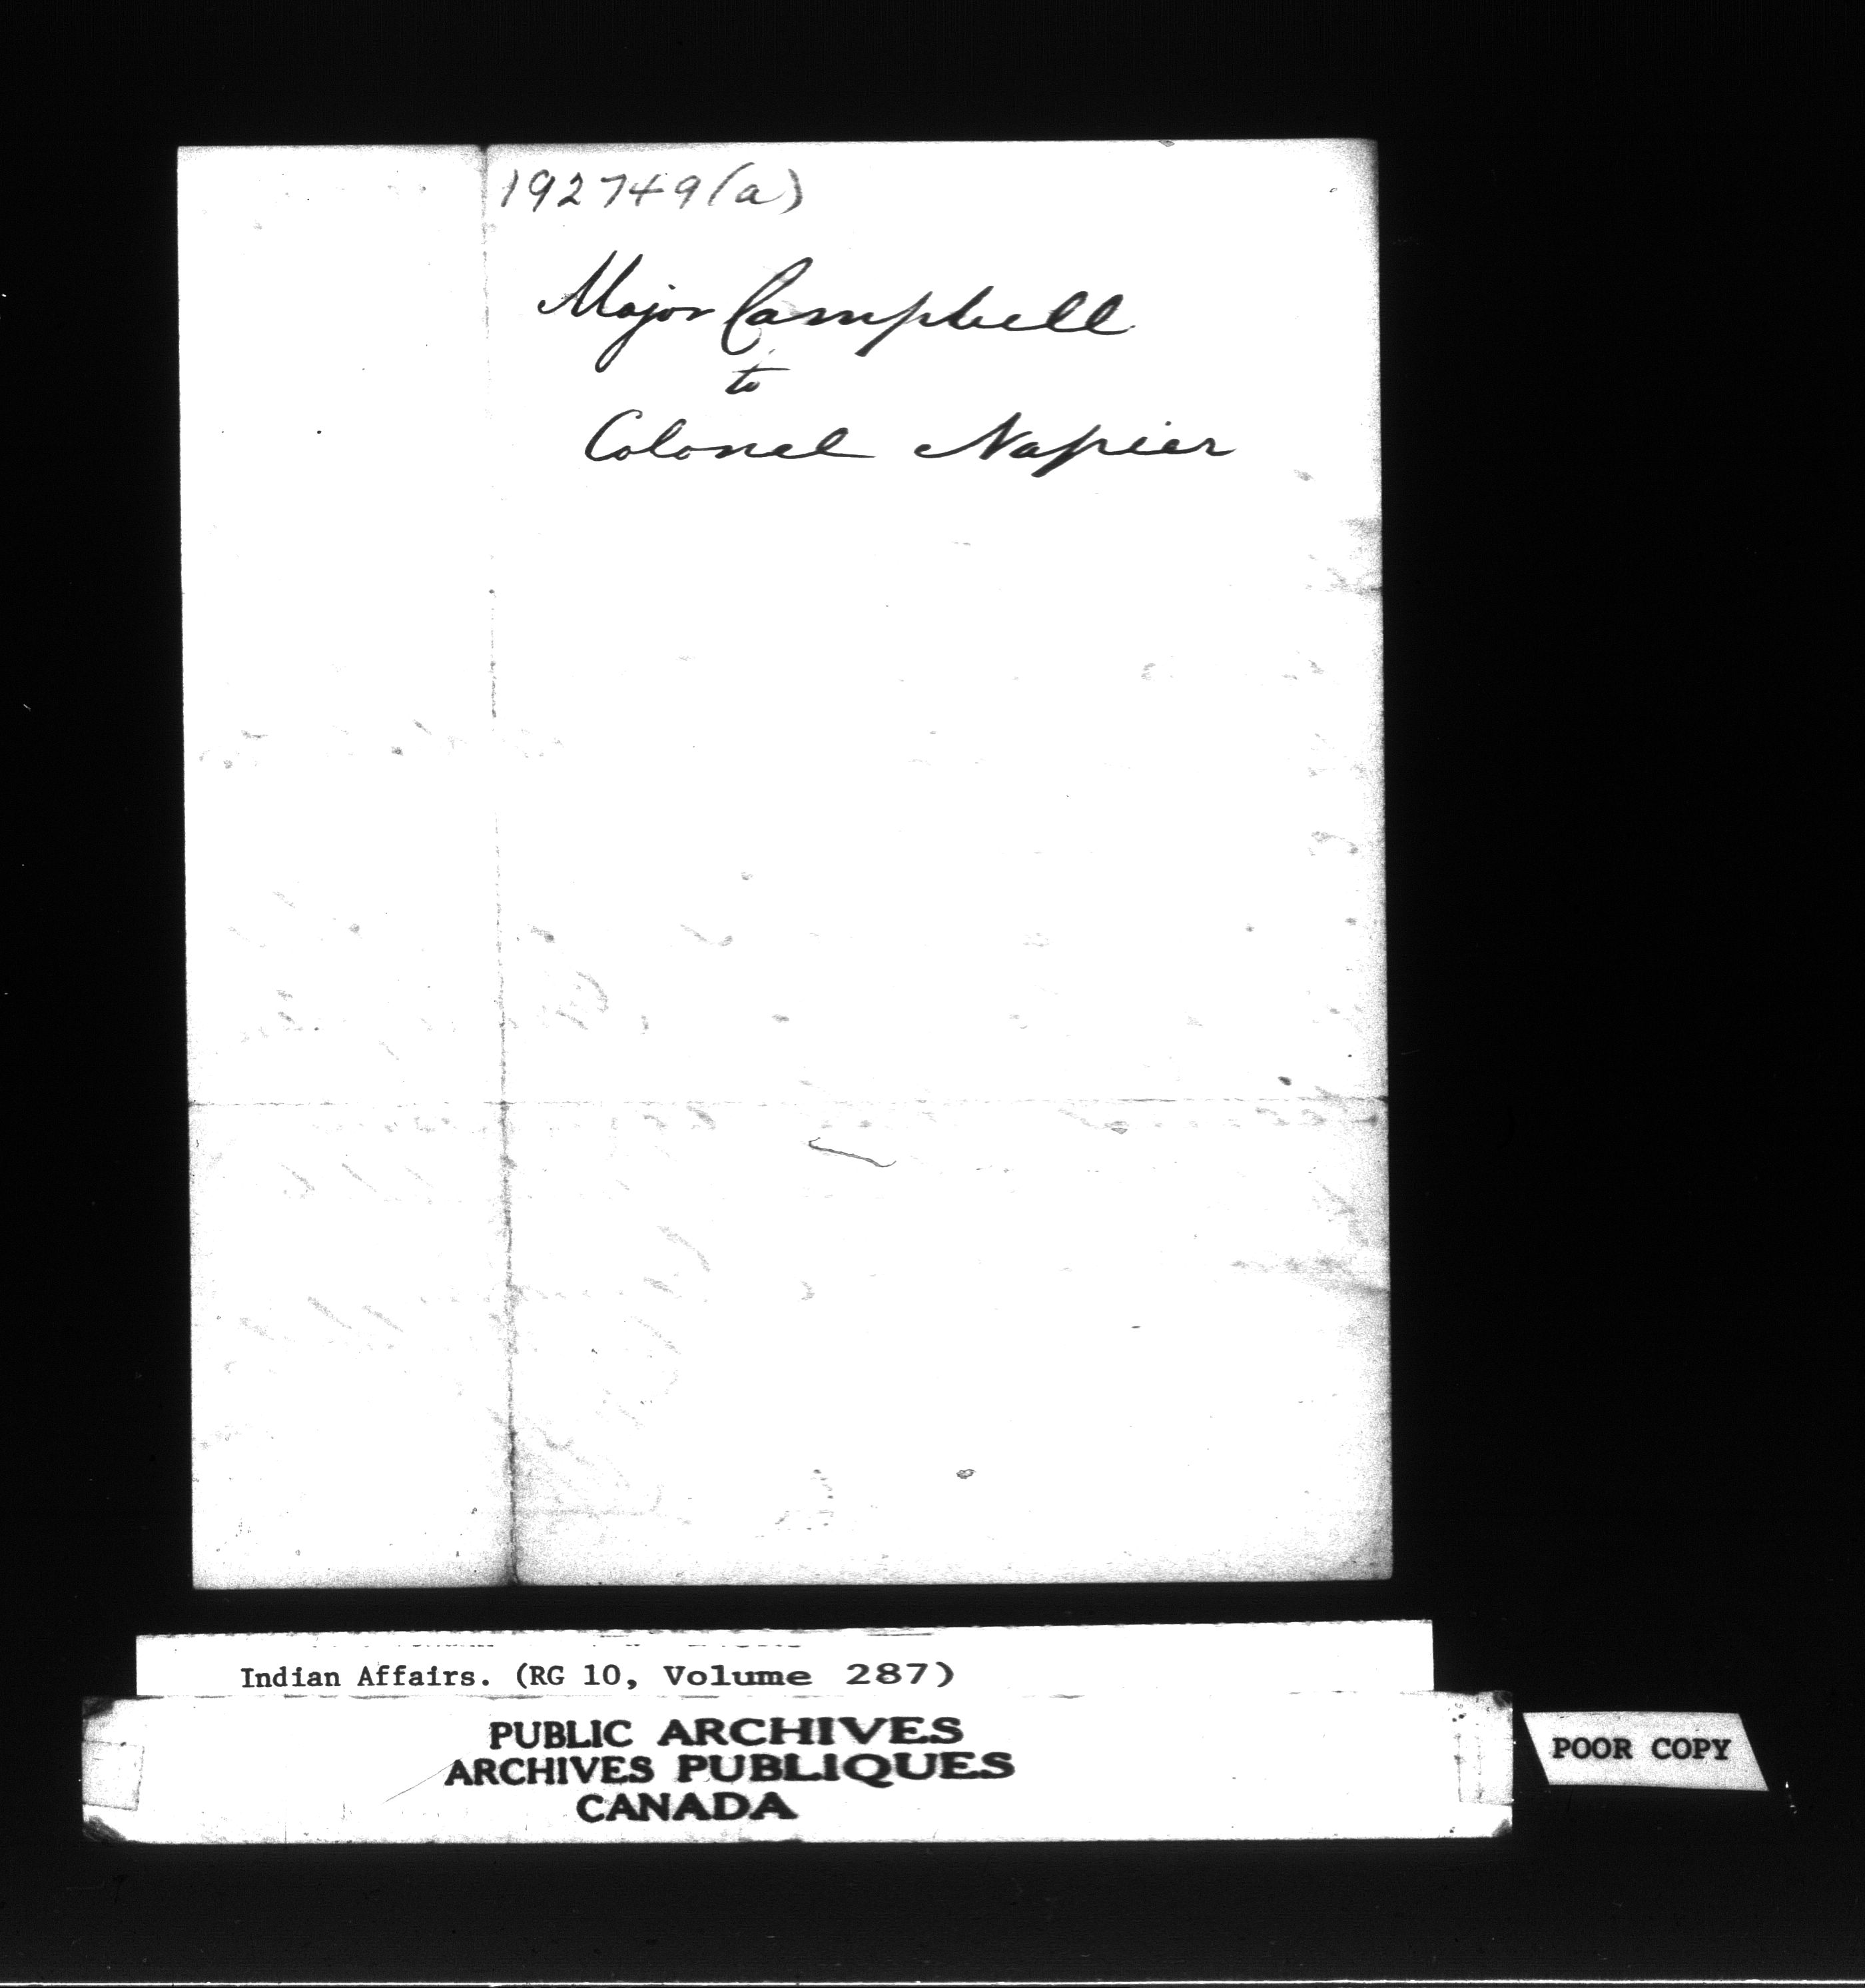 192749(a)
Major Campbell
to
Colonel Napier
Indian Affairs. (RG 10, Volume 287)
PUBLIC ARCHIVES
ARCHIVES PUBLIQUES
CANADA
POOR COPY